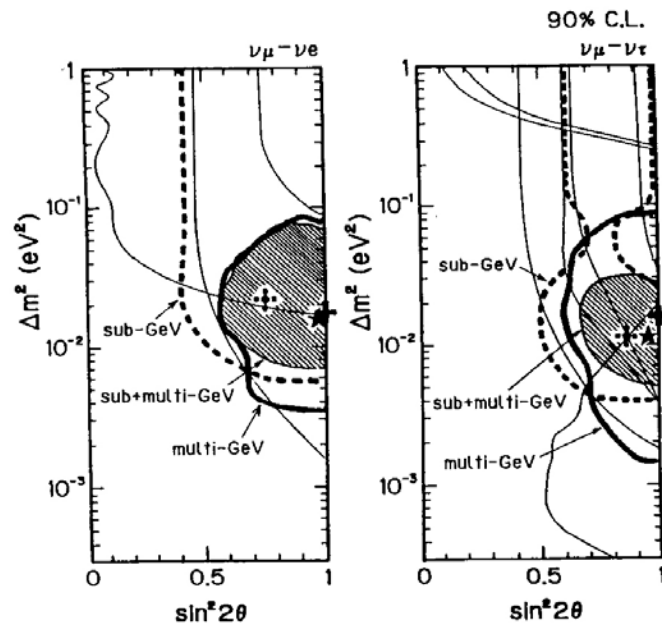 90% C.L.
νμ–νe
νμ–ντ
1
10⁻¹
10⁻²
10⁻³
Δm² (eV²)
sub-GeV
sub+multi-GeV
multi-GeV
0
0.5
1
sin²2θ
1
10⁻¹
10⁻²
10⁻³
Δm² (eV²)
sub-GeV
sub+multi-GeV
multi-GeV
0
0.5
1
sin²2θ